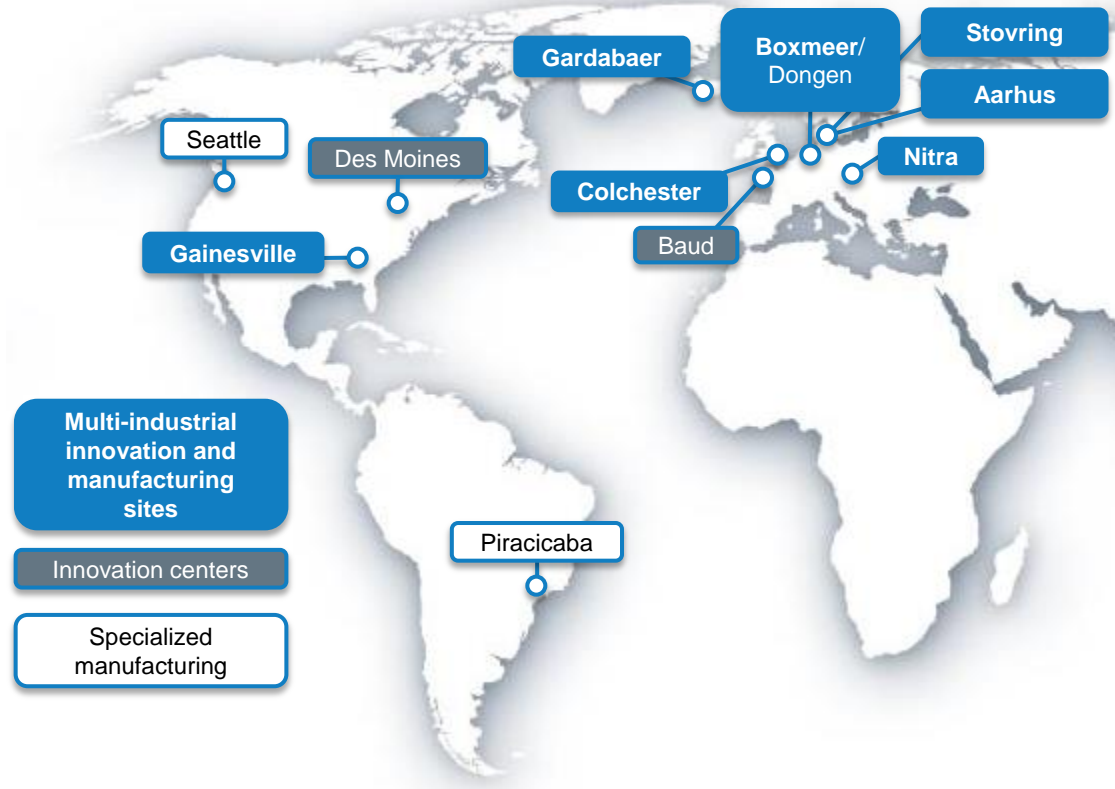 Stovring
Boxmeer/
Dongen
Gardabaer
Aarhus
Seattle
Des Moines
Nitra
Colchester
Baud
Gainesville
Multi-industrial
innovation and
manufacturing
sites
Piracicaba
Innovation centers
Specialized
manufacturing